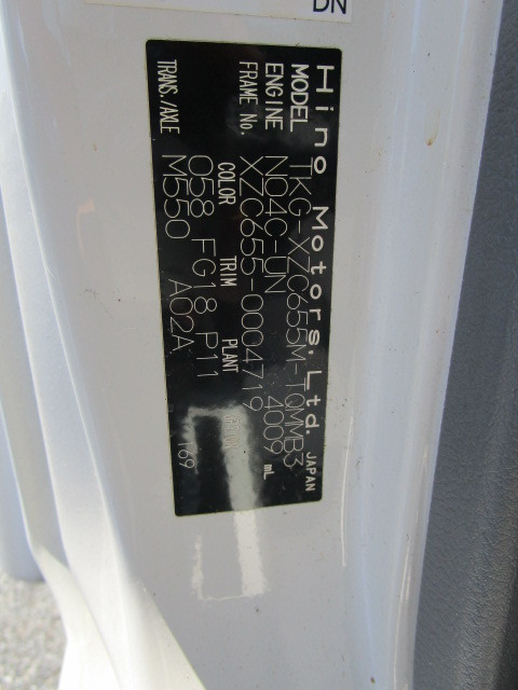 DN
Hino Motors, Ltd. JAPAN
MODEL TKG-XZC655M-TQMMB3
ENGINE N04C-UN 4009 mL
FRAME No. XZC655-0004719
COLOR TRIM PLANT
058 FG18 P11
TRANS./AXLE M550 A02A
169